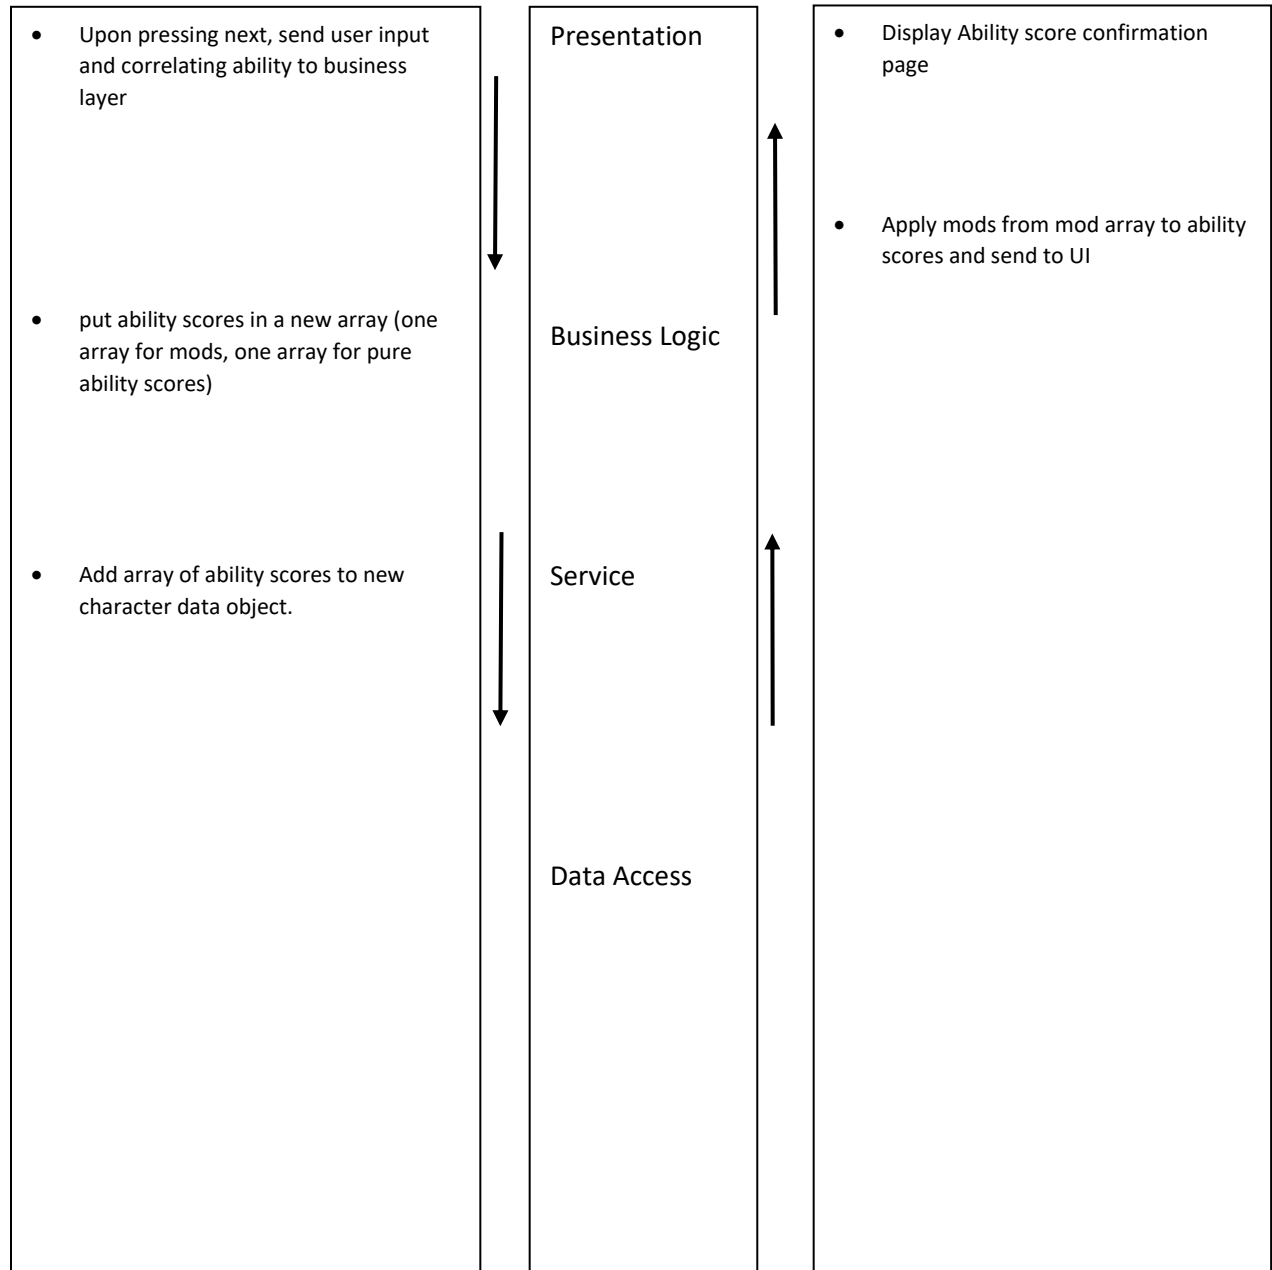 • Upon pressing next, send user input
and correlating ability to business
layer
• put ability scores in a new array (one
array for mods, one array for pure
ability scores)
• Add array of ability scores to new
character data object.
Presentation
Business Logic
Service
Data Access
• Display Ability score confirmation
page
• Apply mods from mod array to ability
scores and send to UI